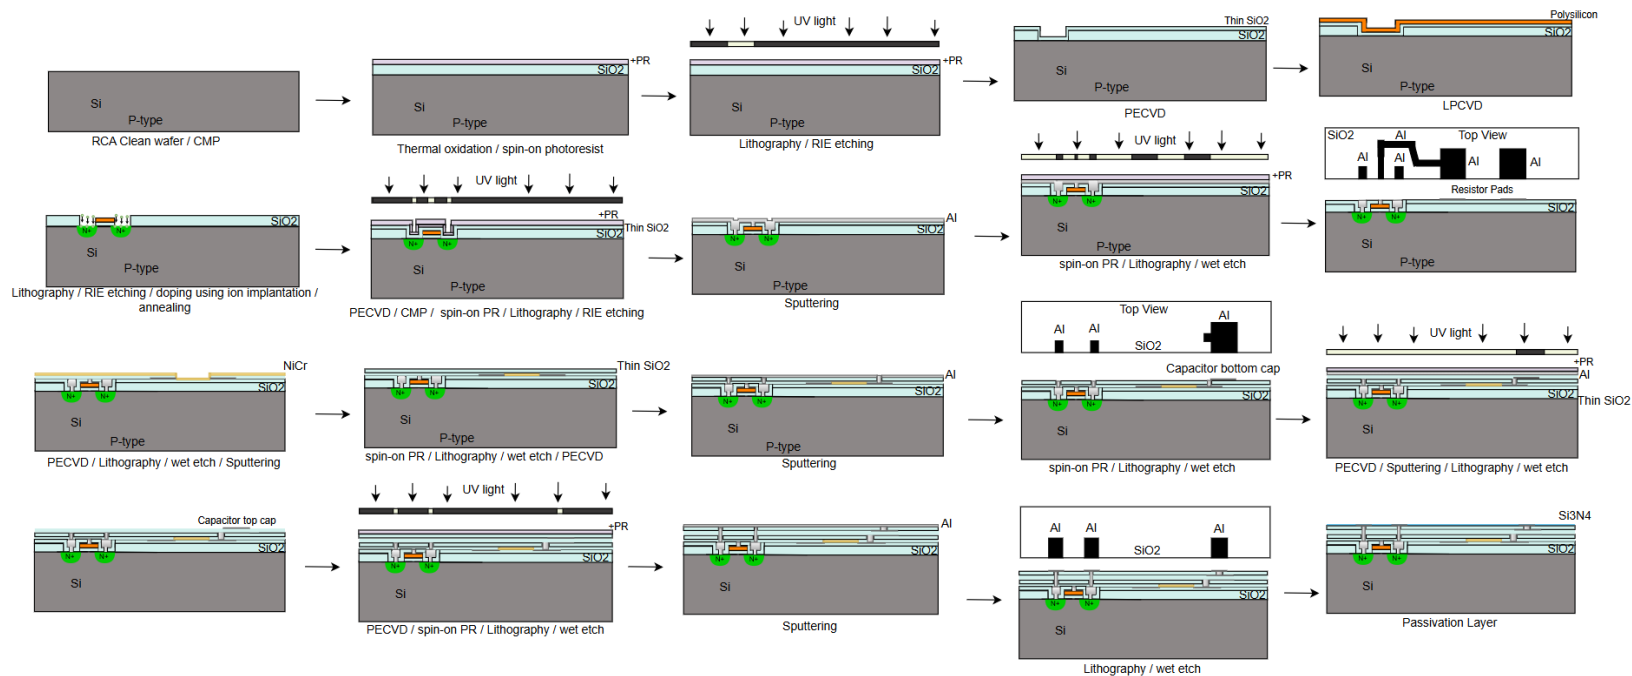 Si
P-type
RCA Clean wafer / CMP
+PR
SiO2
Si
P-type
Thermal oxidation / spin-on photoresist
UV light
+PR
SiO2
Si
P-type
Lithography / RIE etching
Thin SiO2
SiO2
Si
P-type
PECVD
Polysilicon
SiO2
Si
P-type
LPCVD
SiO2
N+ N+
Si
P-type
Lithography / RIE etching / doping using ion implantation /
annealing
UV light
+PR
Thin SiO2
SiO2
N+ N+
Si
P-type
PECVD / CMP / spin-on PR / Lithography / RIE etching
Al
SiO2
N+ N+
Si
P-type
Sputtering
UV light
+PR
SiO2
N+ N+
Si
P-type
spin-on PR / Lithography / wet etch
SiO2 Al Top View
Al Al Al Al
Resistor Pads
SiO2
N+ N+
Si
P-type
NiCr
SiO2
N+ N+
Si
P-type
PECVD / Lithography / wet etch / Sputtering
Thin SiO2
SiO2
N+ N+
Si
P-type
spin-on PR / Lithography / wet etch / PECVD
Al
SiO2
N+ N+
Si
P-type
Sputtering
Top View
Al Al Al
SiO2
Capacitor bottom cap
SiO2
N+ N+
Si
spin-on PR / Lithography / wet etch
UV light
+PR
Al
SiO2 Thin SiO2
N+ N+
Si
PECVD / Sputtering / Lithography / wet etch
Capacitor top cap
SiO2
N+ N+
Si
UV light
+PR
SiO2
N+ N+
Si
PECVD / spin-on PR / Lithography / wet etch
Al
SiO2
N+ N+
Si
Sputtering
Al Al Al
SiO2
SiO2
N+ N+
Si
Lithography / wet etch
Si3N4
SiO2
N+ N+
Si
Passivation Layer